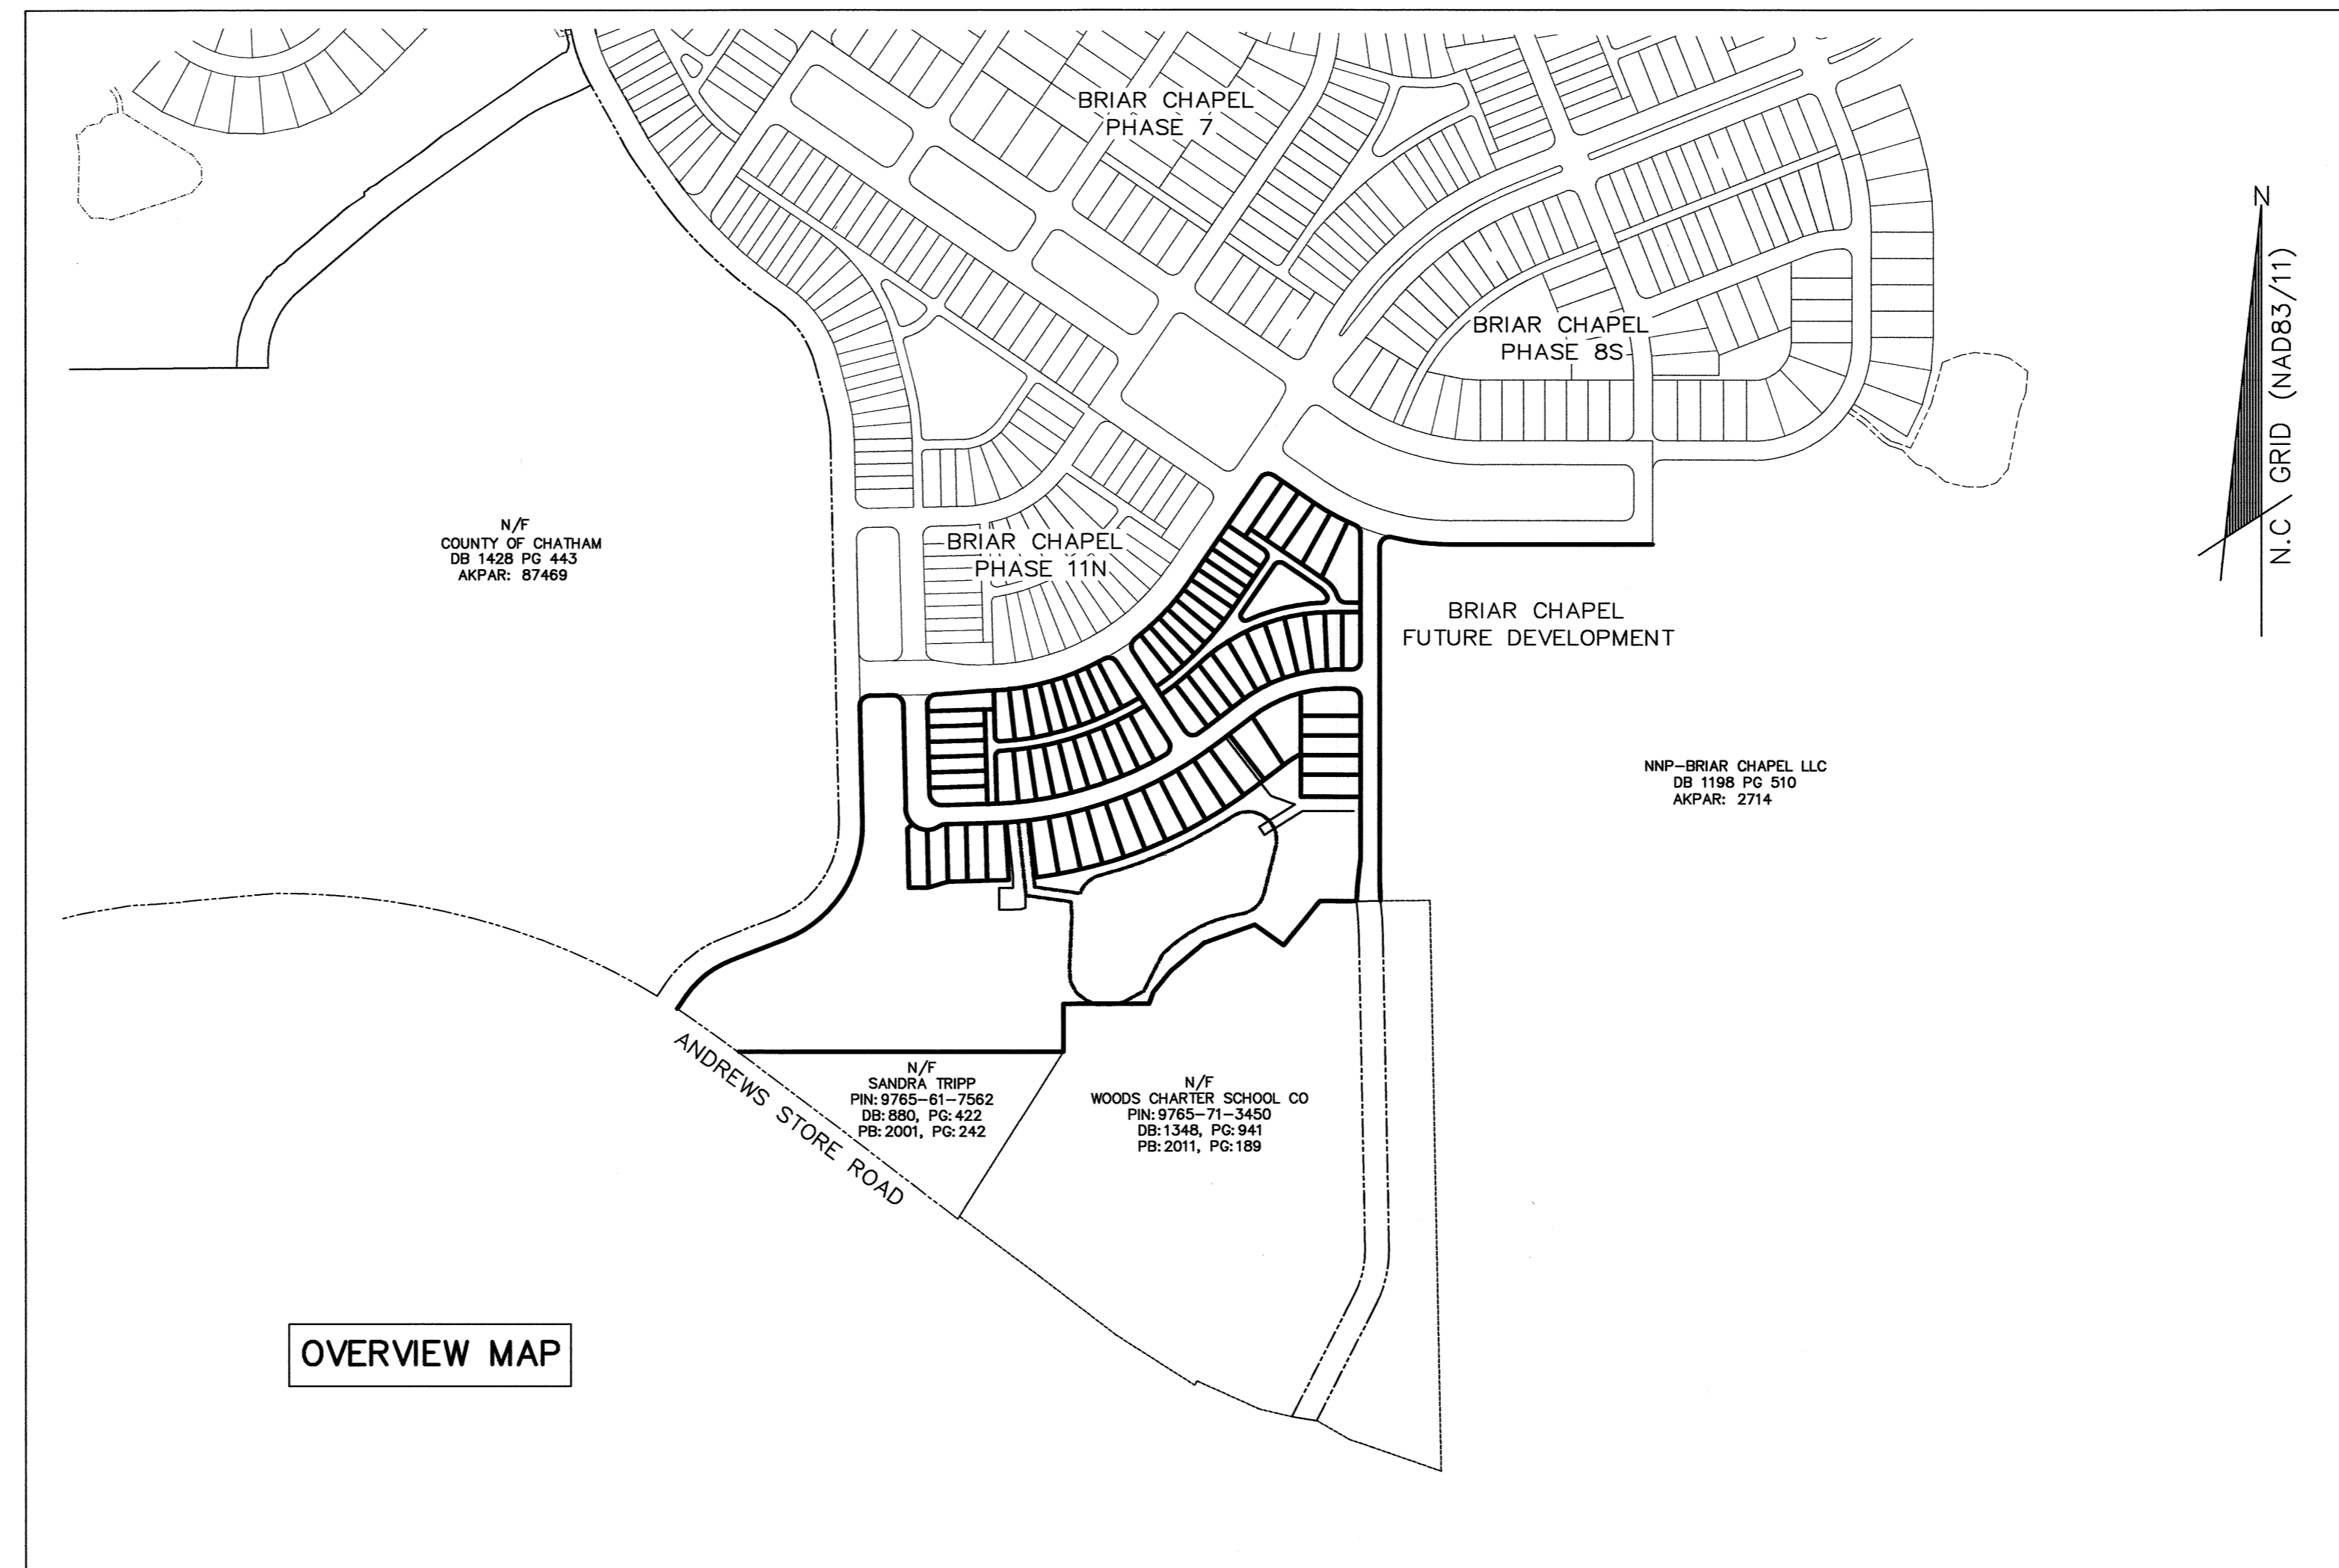 BRIAR CHAPEL
PHASE 7
N
N.C GRID (NAD83/11)
BRIAR CHAPEL
PHASE 8S
N/F
COUNTY OF CHATHAM
DB 1428 PG 443
AKPAR: 87469
BRIAR CHAPEL
PHASE 11N
BRIAR CHAPEL
FUTURE DEVELOPMENT
NNP-BRIAR CHAPEL LLC
DB 1198 PG 510
AKPAR: 2714
ANDREWS STORE ROAD
N/F
SANDRA TRIPP
PIN: 9765-61-7562
DB: 880, PG: 422
PB: 2001, PG: 242
N/F
WOODS CHARTER SCHOOL CO
PIN: 9765-71-3450
DB: 1348, PG: 941
PB: 2011, PG: 189
OVERVIEW MAP